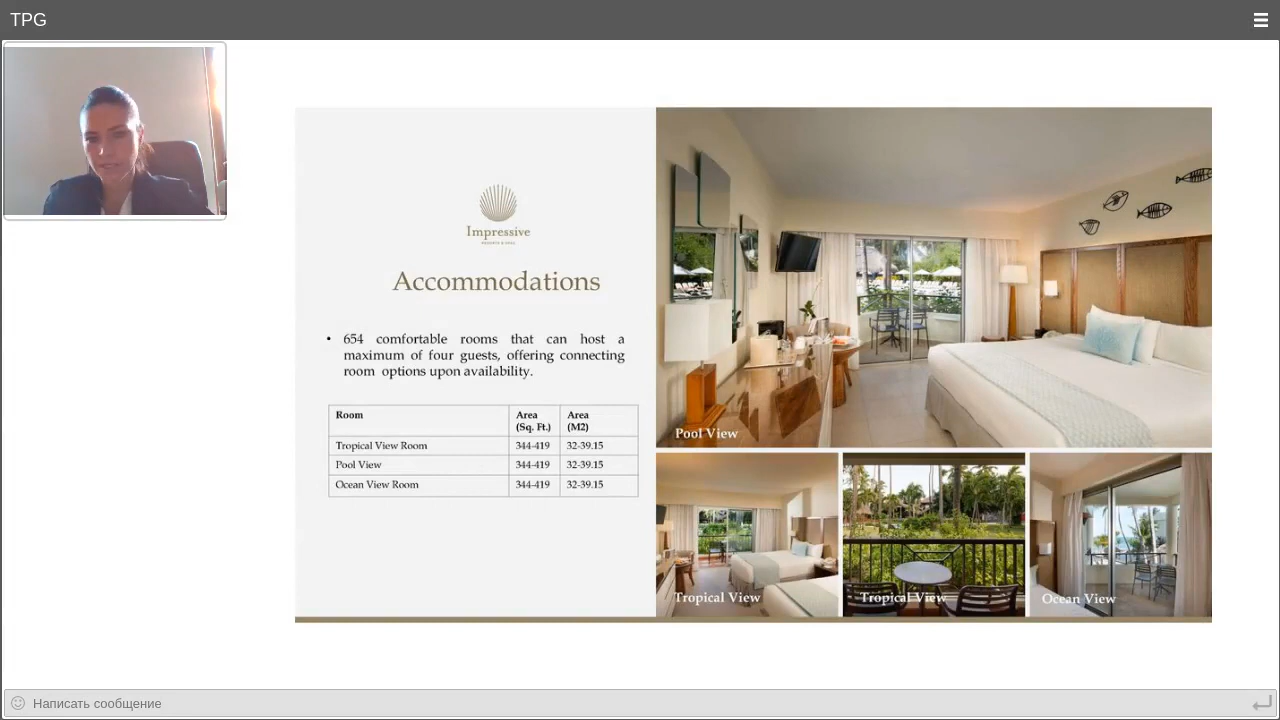 TPG
Impressive
RESORTS & SPAS
Accommodations
• 654 comfortable rooms that can host a
maximum of four guests, offering connecting
room options upon availability.
Room Area (Sq. Ft.) Area (M2)
Tropical View Room 344-419 32-39.15
Pool View 344-419 32-39.15
Ocean View Room 344-419 32-39.15
Pool View
Tropical View
Tropical View
Ocean View
Написать сообщение